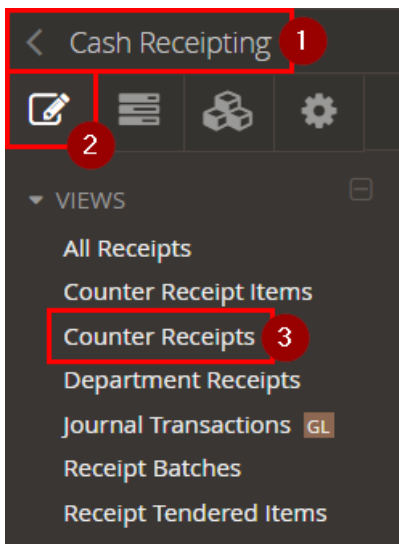 Cash Receipting 1
2
VIEWS
All Receipts
Counter Receipt Items
Counter Receipts 3
Department Receipts
Journal Transactions GL
Receipt Batches
Receipt Tendered Items